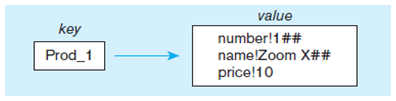 key
value
Prod_1
number!1##
name!Zoom X##
price!10